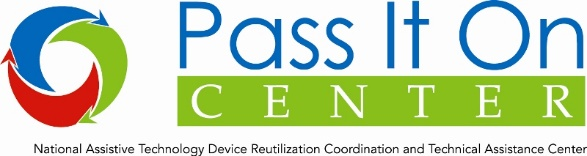 Pass It On
CENTER
National Assistive Technology Device Reutilization Coordination and Technical Assistance Center